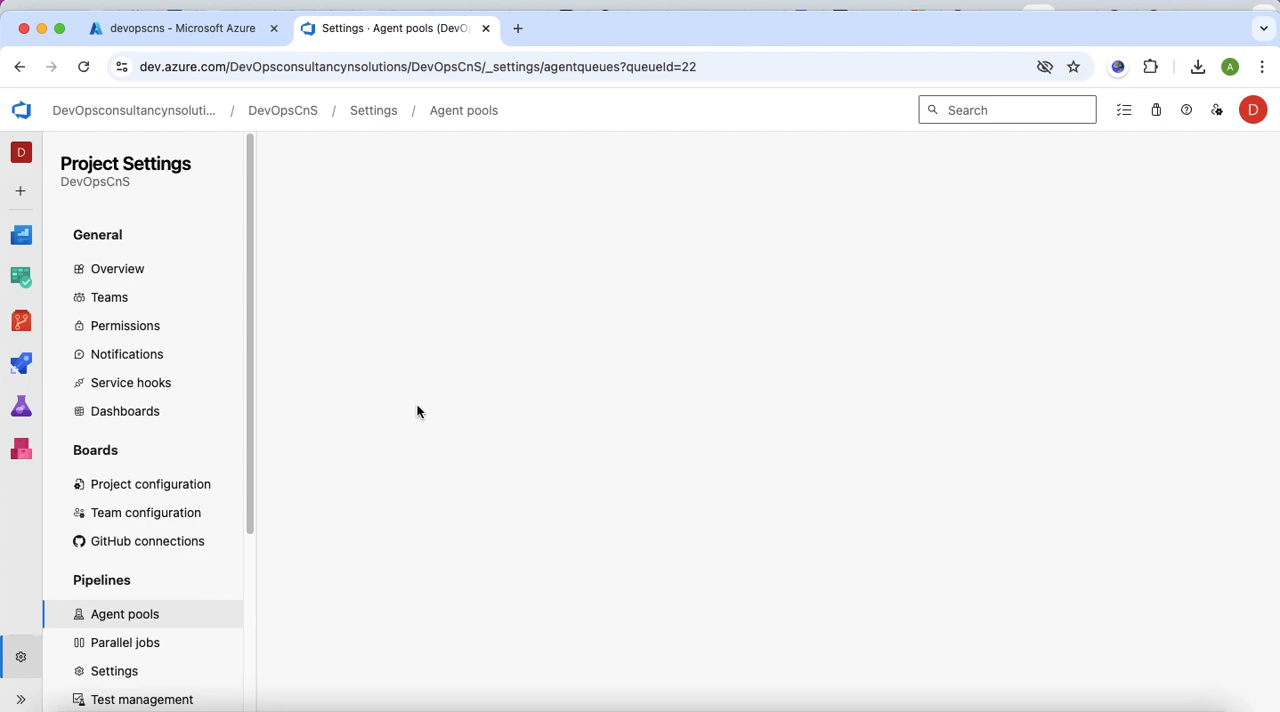 devopscns - Microsoft Azure
Settings · Agent pools (DevO
dev.azure.com/DevOpsconsultancynsolutions/DevOpsCnS/_settings/agentqueues?queueId=22
A
DevOpsconsultancynsoluti... / DevOpsCnS / Settings / Agent pools
Search
D
D
Project Settings
DevOpsCnS
General
Overview
Teams
Permissions
Notifications
Service hooks
Dashboards
Boards
Project configuration
Team configuration
GitHub connections
Pipelines
Agent pools
Parallel jobs
Settings
Test management